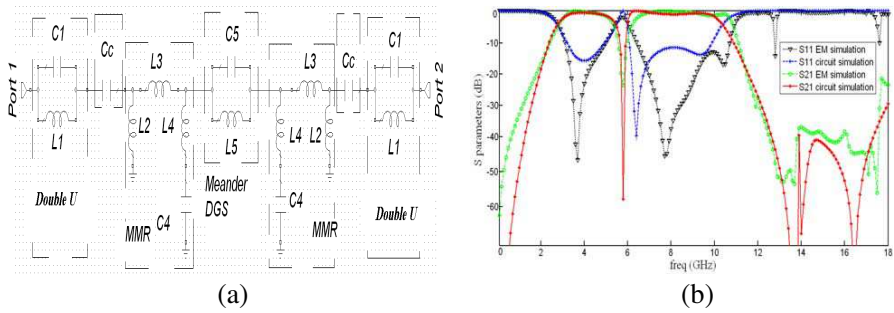 C1
Cc
L3
C5
L3
Cc
C1
Port 1
Port 2
L1
L2
L4
L5
L4
L2
L1
Double U
C4
MMR
Meander
DGS
C4
MMR
Double U
(a)
0
-10
-20
-30
-40
-50
-60
S parameters (dB)
S11 EM simulation
S11 circuit simulation
S21 EM simulation
S21 circuit simulation
0 2 4 6 8 10 12 14 16 18
freq (GHz)
(b)